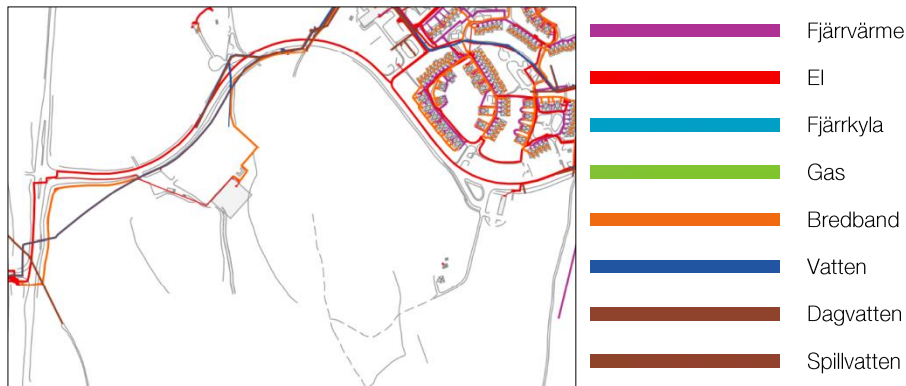 Fjärrvärme
El
Fjärrkyla
Gas
Bredband
Vatten
Dagvatten
Spillvatten